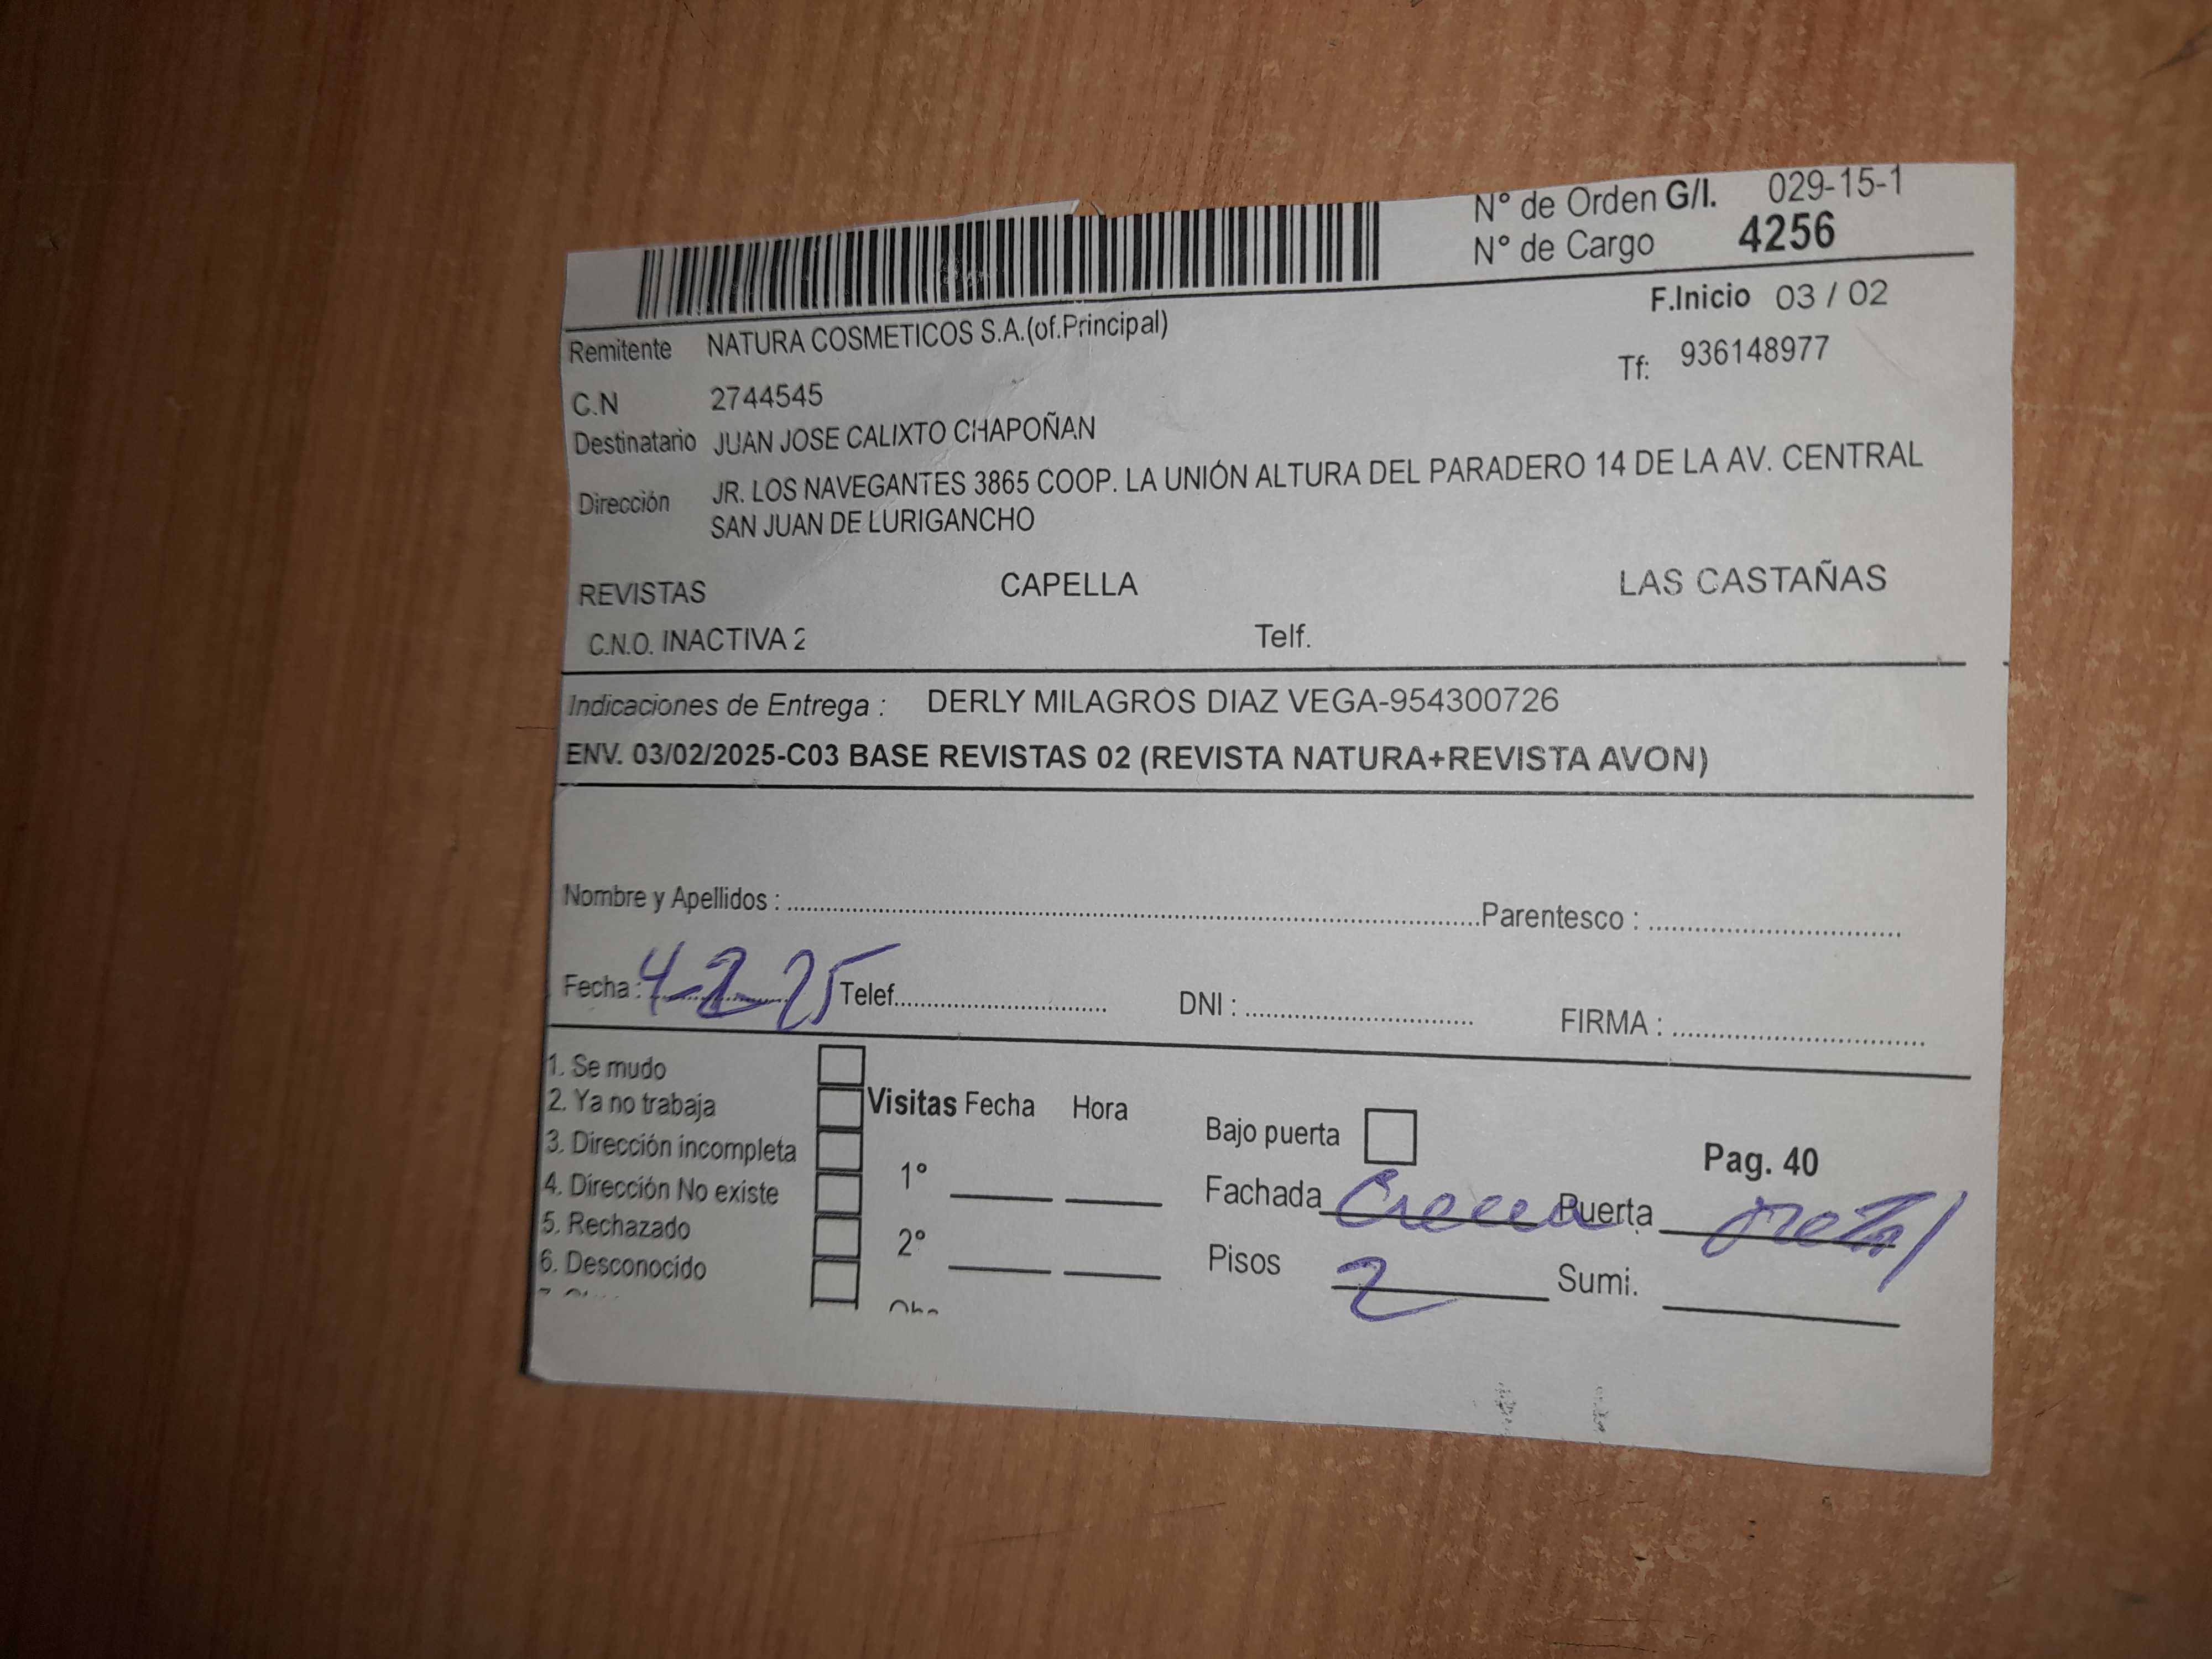 N° de Orden G/I. 029-15-1
N° de Cargo 4256
F.Inicio 03 / 02
Remitente NATURA COSMETICOS S.A.(of.Principal)
Tf: 936148977
C.N 2744545
Destinatario JUAN JOSE CALIXTO CHAPOÑAN
Dirección JR. LOS NAVEGANTES 3865 COOP. LA UNIÓN ALTURA DEL PARADERO 14 DE LA AV. CENTRAL
SAN JUAN DE LURIGANCHO
REVISTAS CAPELLA LAS CASTAÑAS
C.N.O. INACTIVA 2 Telf.
Indicaciones de Entrega : DERLY MILAGROS DIAZ VEGA-954300726
ENV. 03/02/2025-C03 BASE REVISTAS 02 (REVISTA NATURA+REVISTA AVON)
Nombre y Apellidos : Parentesco :
Fecha : 4-2-25 Telef. DNI : FIRMA :
1. Se mudo
2. Ya no trabaja Visitas Fecha Hora Bajo puerta
3. Dirección incompleta 1° Pag. 40
4. Dirección No existe Fachada Crema Puerta metal
5. Rechazado 2°
6. Desconocido Pisos 2 Sumi.